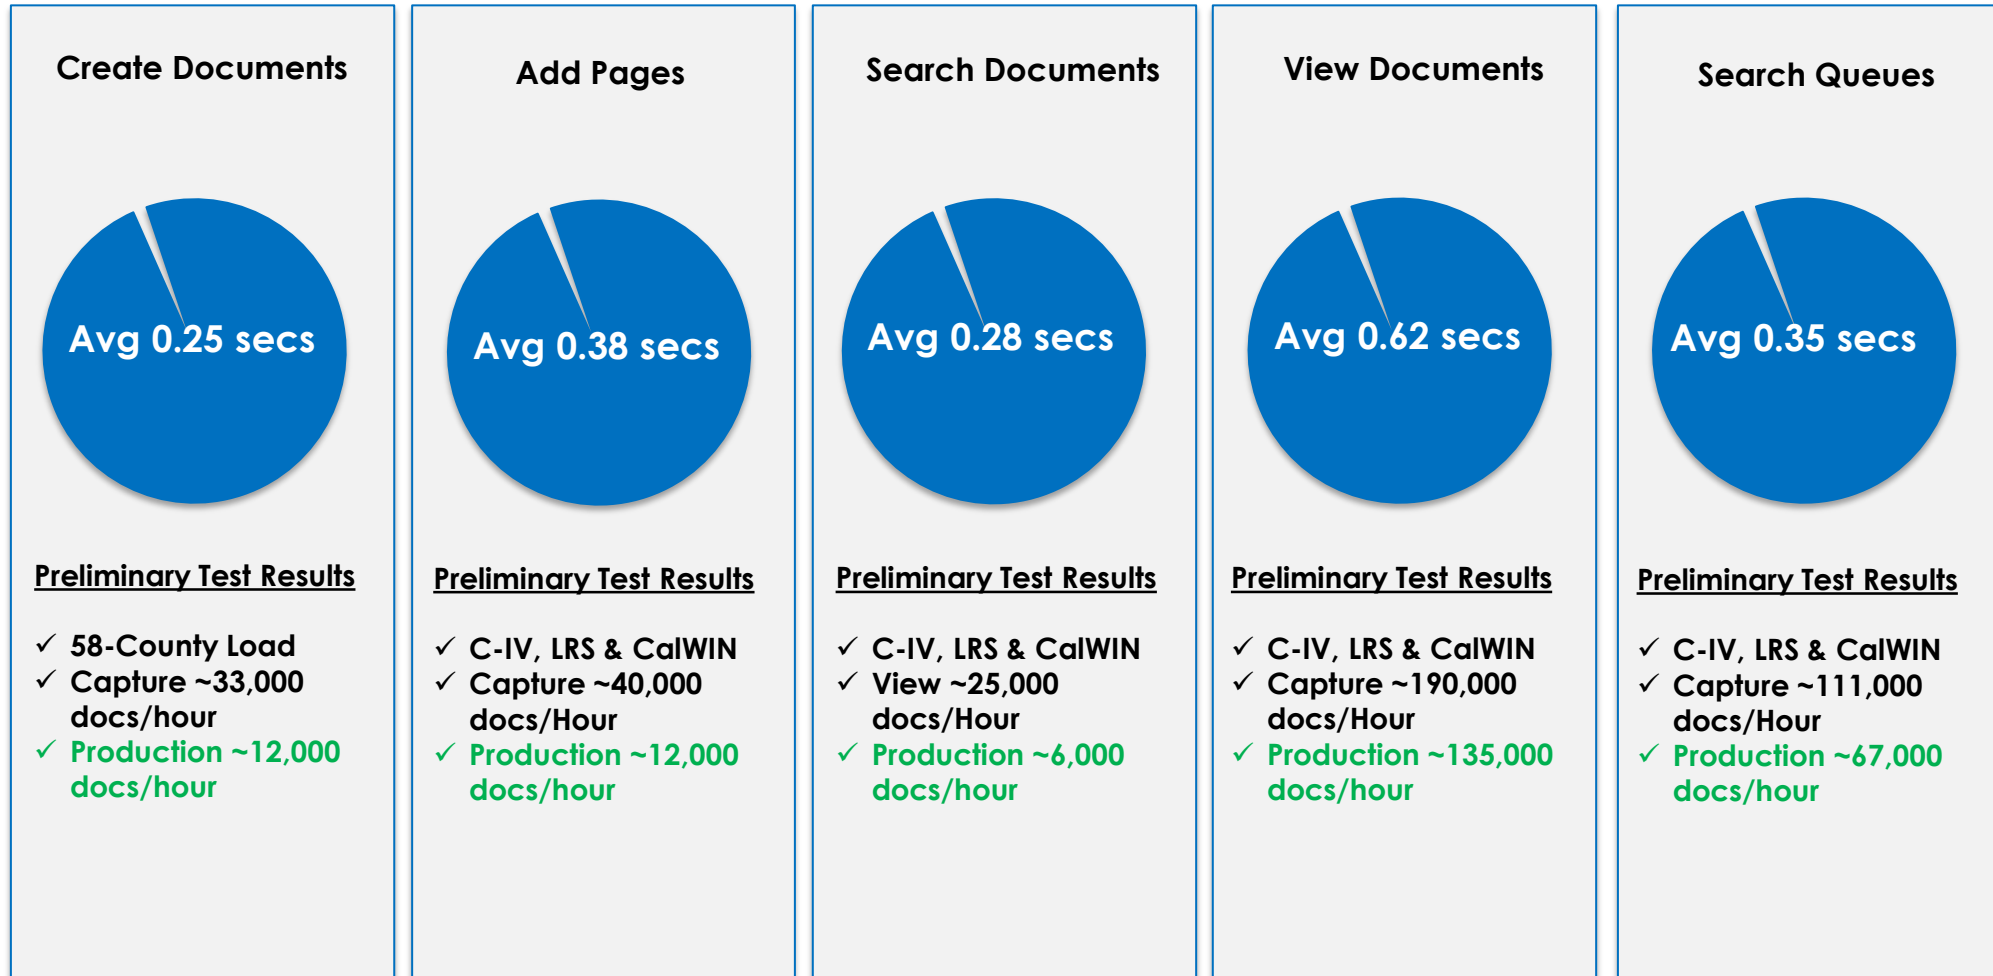 Create Documents
Avg 0.25 secs
Preliminary Test Results
✓ 58-County Load
✓ Capture ~33,000
docs/hour
✓ Production ~12,000
docs/hour
Add Pages
Avg 0.38 secs
Preliminary Test Results
✓ C-IV, LRS & CalWIN
✓ Capture ~40,000
docs/Hour
✓ Production ~12,000
docs/hour
Search Documents
Avg 0.28 secs
Preliminary Test Results
✓ C-IV, LRS & CalWIN
✓ View ~25,000
docs/Hour
✓ Production ~6,000
docs/hour
View Documents
Avg 0.62 secs
Preliminary Test Results
✓ C-IV, LRS & CalWIN
✓ Capture ~190,000
docs/Hour
✓ Production ~135,000
docs/hour
Search Queues
Avg 0.35 secs
Preliminary Test Results
✓ C-IV, LRS & CalWIN
✓ Capture ~111,000
docs/Hour
✓ Production ~67,000
docs/hour